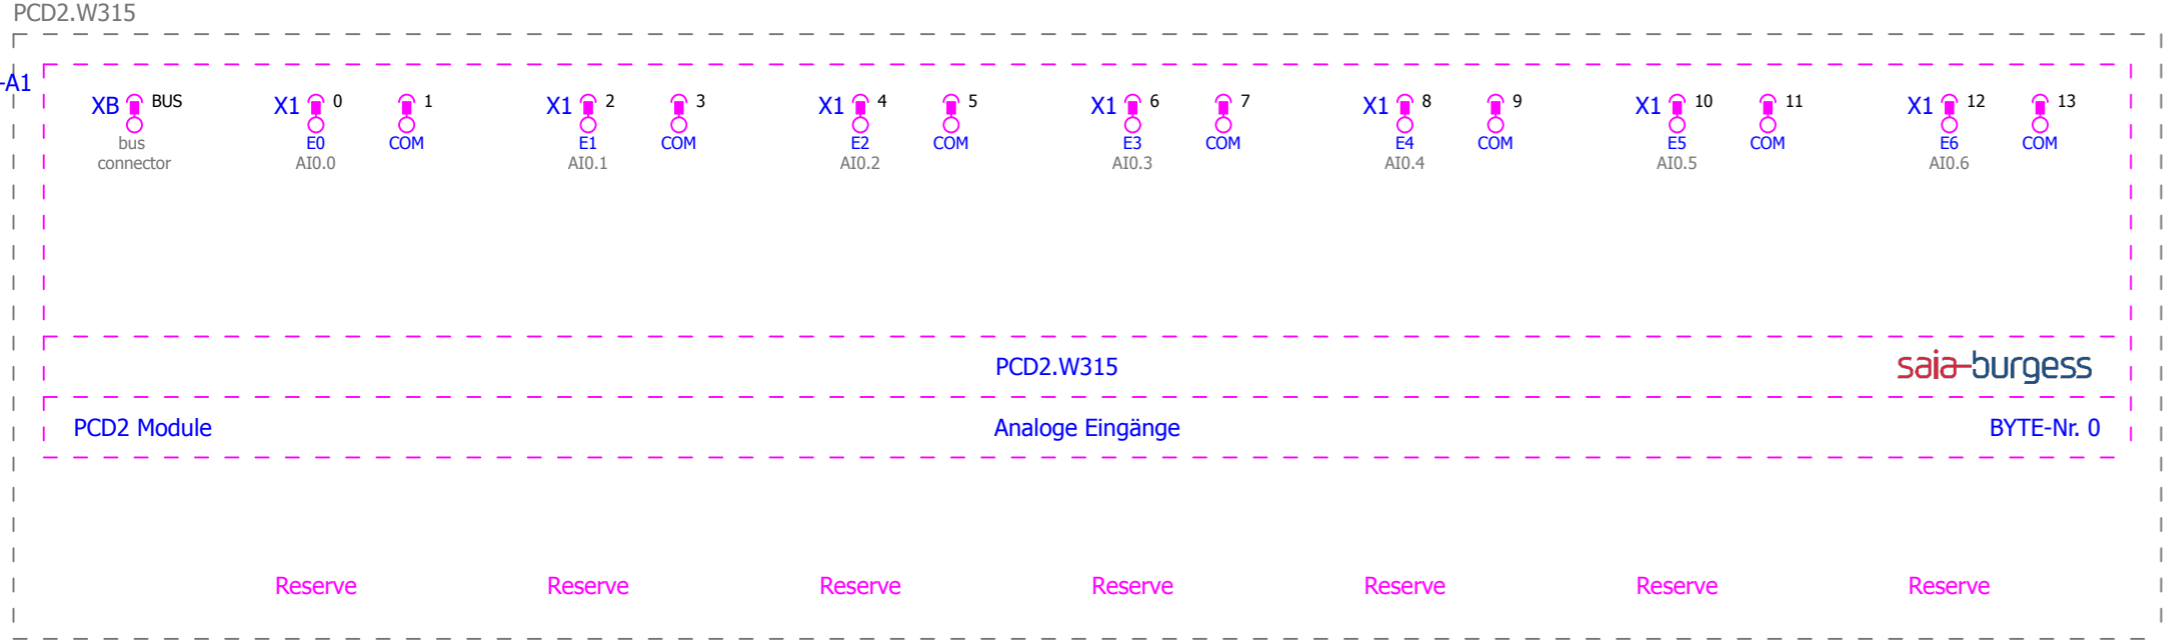 PCD2.W315
-A1
XB BUS X1 0 1 X1 2 3 X1 4 5 X1 6 7 X1 8 9 X1 10 11 X1 12 13
bus E0 COM E1 COM E2 COM E3 COM E4 COM E5 COM E6 COM
connector AI0.0 AI0.1 AI0.2 AI0.3 AI0.4 AI0.5 AI0.6
PCD2.W315 saia-burgess
PCD2 Module Analoge Eingänge BYTE-Nr. 0
Reserve Reserve Reserve Reserve Reserve Reserve Reserve